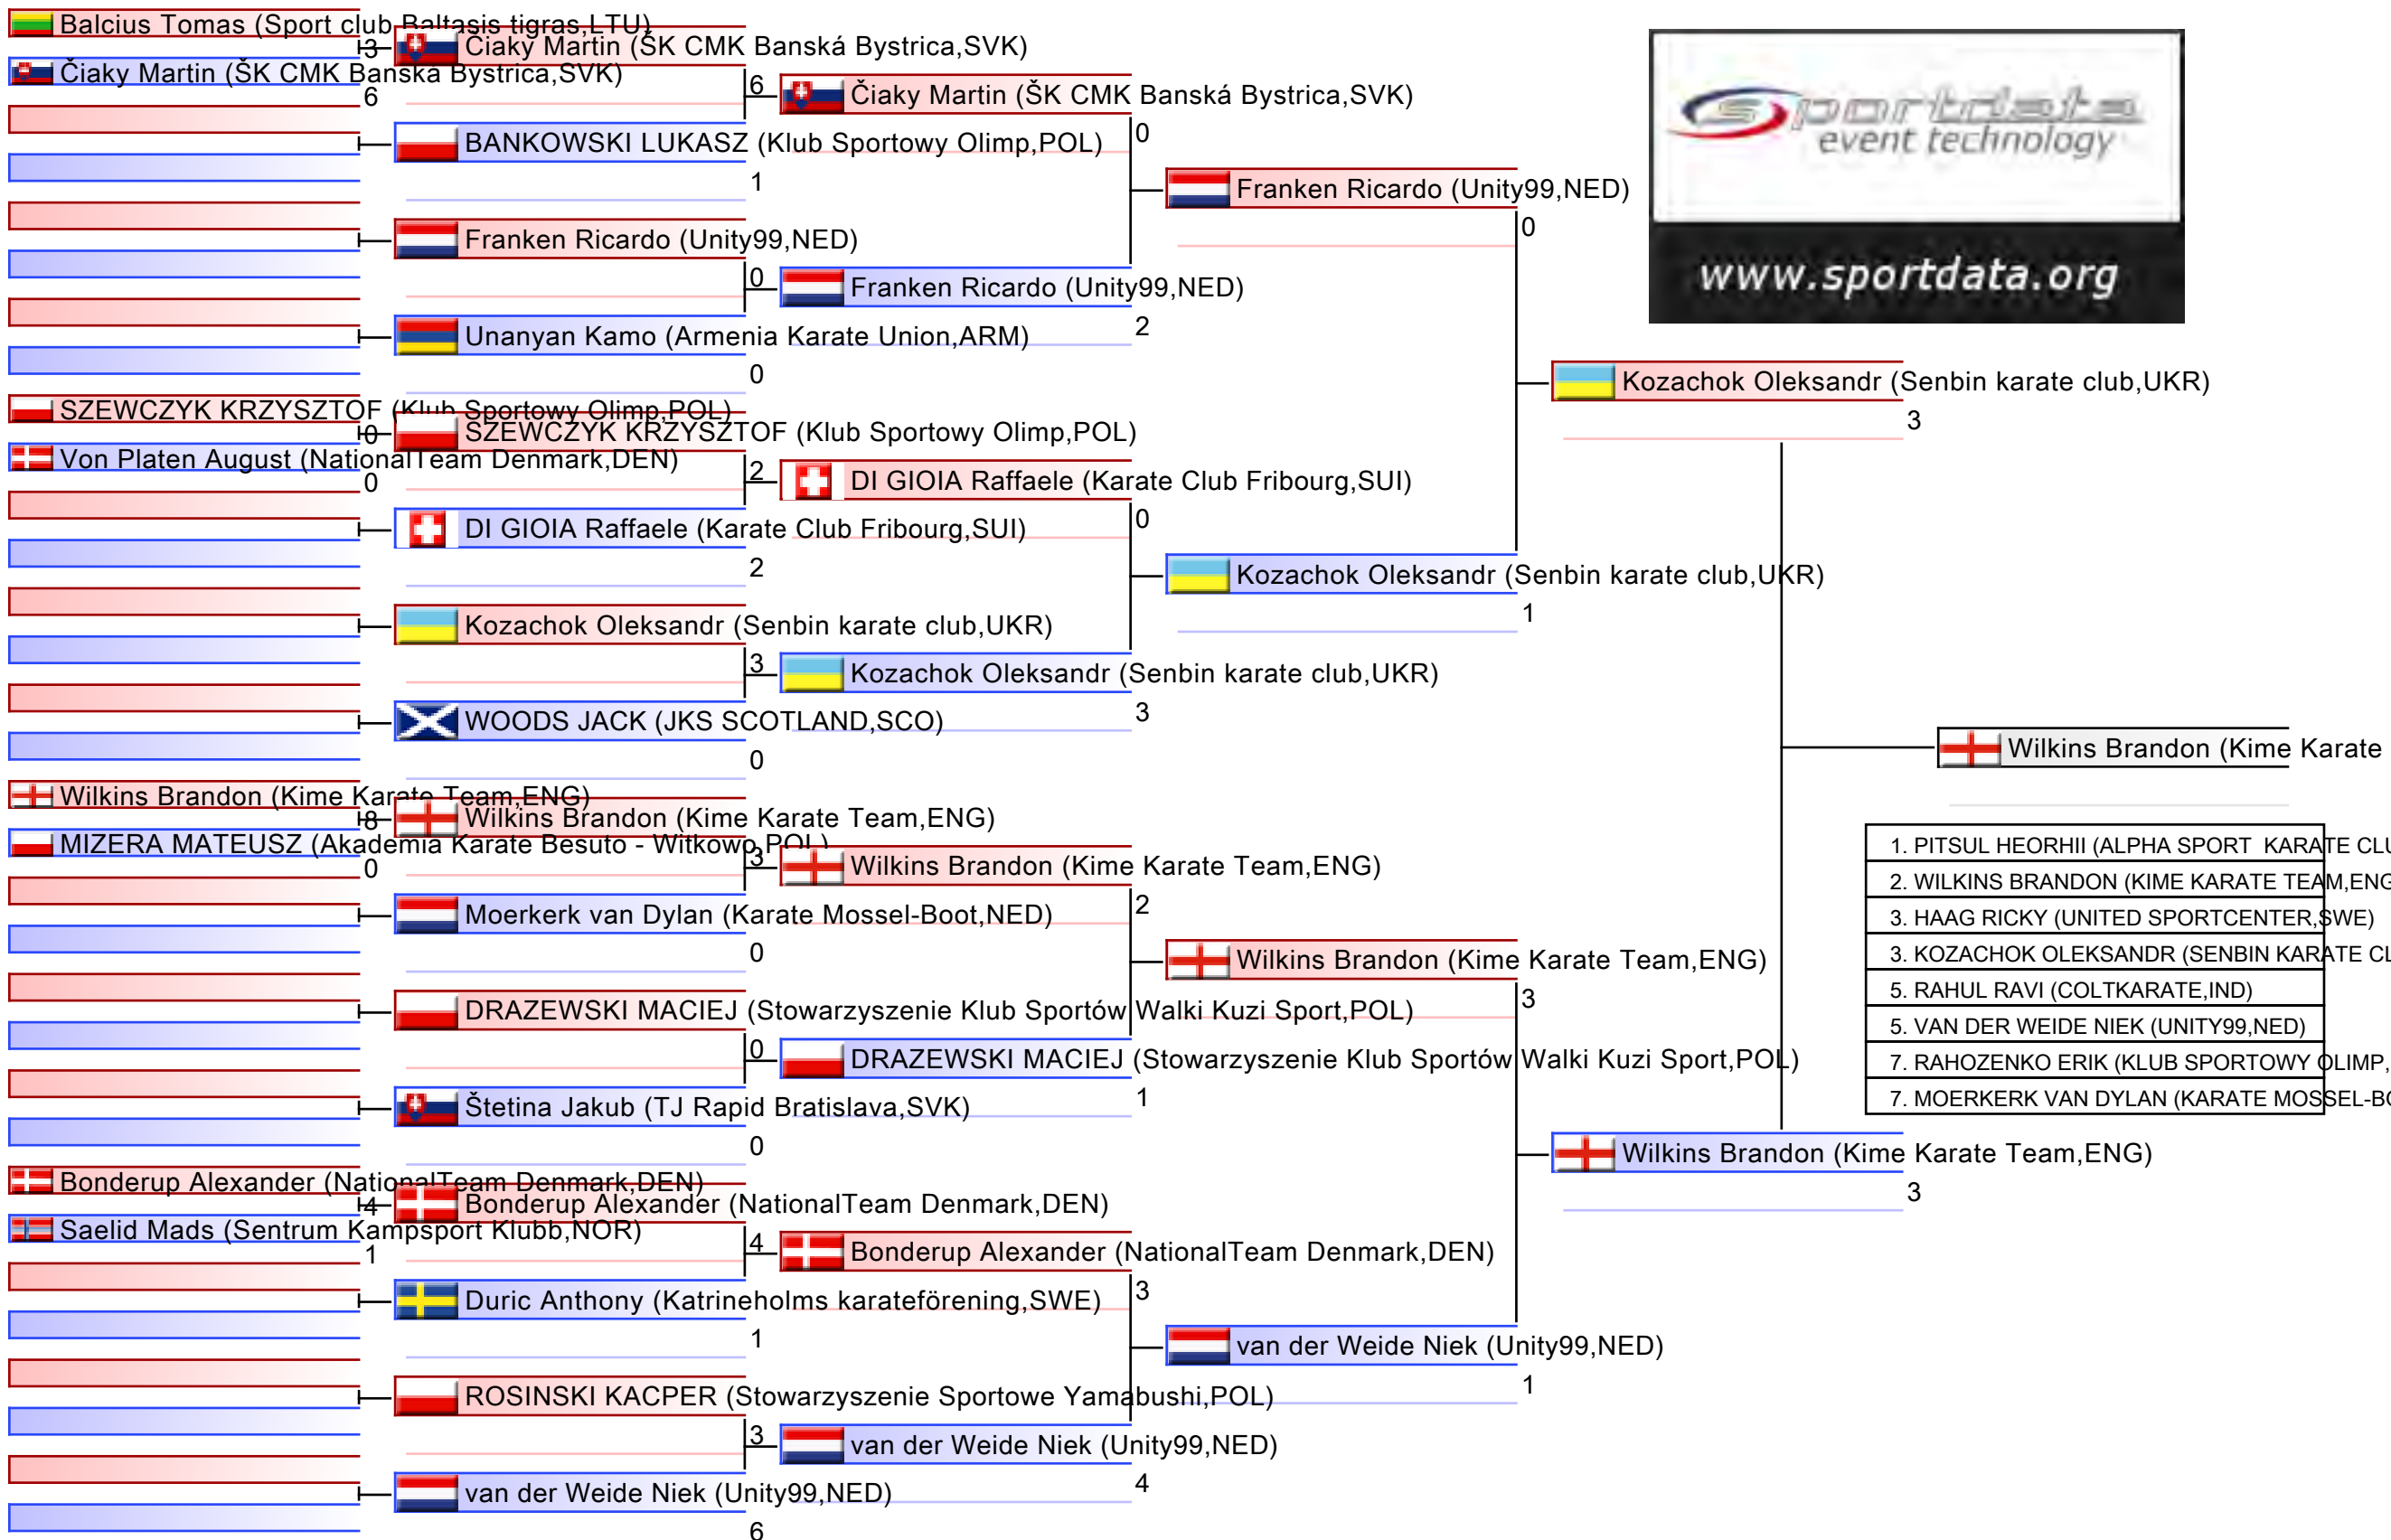 Balcius Tomas (Sport club Baltasis tigras,LTU)
3
Čiaky Martin (ŠK CMK Banská Bystrica,SVK)
6
SZEWCZYK KRZYSZTOF (Klub Sportowy Olimp,POL)
0
Von Platen August (NationalTeam Denmark,DEN)
0
Wilkins Brandon (Kime Karate Team,ENG)
8
MIZERA MATEUSZ (Akademia Karate Besuto - Witkowo,POL)
0
Bonderup Alexander (NationalTeam Denmark,DEN)
4
Saelid Mads (Sentrum Kampsport Klubb,NOR)
1
Čiaky Martin (ŠK CMK Banská Bystrica,SVK)
6
BANKOWSKI LUKASZ (Klub Sportowy Olimp,POL)
1
Franken Ricardo (Unity99,NED)
0
Unanyan Kamo (Armenia Karate Union,ARM)
0
SZEWCZYK KRZYSZTOF (Klub Sportowy Olimp,POL)
2
DI GIOIA Raffaele (Karate Club Fribourg,SUI)
2
Kozachok Oleksandr (Senbin karate club,UKR)
3
WOODS JACK (JKS SCOTLAND,SCO)
0
Wilkins Brandon (Kime Karate Team,ENG)
3
Moerkerk van Dylan (Karate Mossel-Boot,NED)
0
DRAZEWSKI MACIEJ (Stowarzyszenie Klub Sportów Walki Kuzi Sport,POL)
0
Štetina Jakub (TJ Rapid Bratislava,SVK)
0
Bonderup Alexander (NationalTeam Denmark,DEN)
4
Duric Anthony (Katrineholms karateförening,SWE)
1
ROSINSKI KACPER (Stowarzyszenie Sportowe Yamabushi,POL)
3
van der Weide Niek (Unity99,NED)
6
Čiaky Martin (ŠK CMK Banská Bystrica,SVK)
0
Franken Ricardo (Unity99,NED)
2
DI GIOIA Raffaele (Karate Club Fribourg,SUI)
0
Kozachok Oleksandr (Senbin karate club,UKR)
3
Wilkins Brandon (Kime Karate Team,ENG)
2
DRAZEWSKI MACIEJ (Stowarzyszenie Klub Sportów Walki Kuzi Sport,POL)
1
Bonderup Alexander (NationalTeam Denmark,DEN)
3
van der Weide Niek (Unity99,NED)
4
Franken Ricardo (Unity99,NED)
0
Kozachok Oleksandr (Senbin karate club,UKR)
1
Wilkins Brandon (Kime Karate Team,ENG)
3
van der Weide Niek (Unity99,NED)
1
Kozachok Oleksandr (Senbin karate club,UKR)
3
Wilkins Brandon (Kime Karate Team,ENG)
3
sportdata
event technology
www.sportdata.org
Wilkins Brandon (Kime Karate
1. PITSUL HEORHII (ALPHA SPORT KARATE CLU
2. WILKINS BRANDON (KIME KARATE TEAM,ENG
3. HAAG RICKY (UNITED SPORTCENTER,SWE)
3. KOZACHOK OLEKSANDR (SENBIN KARATE CL
5. RAHUL RAVI (COLTKARATE,IND)
5. VAN DER WEIDE NIEK (UNITY99,NED)
7. RAHOZENKO ERIK (KLUB SPORTOWY OLIMP,
7. MOERKERK VAN DYLAN (KARATE MOSSEL-BO